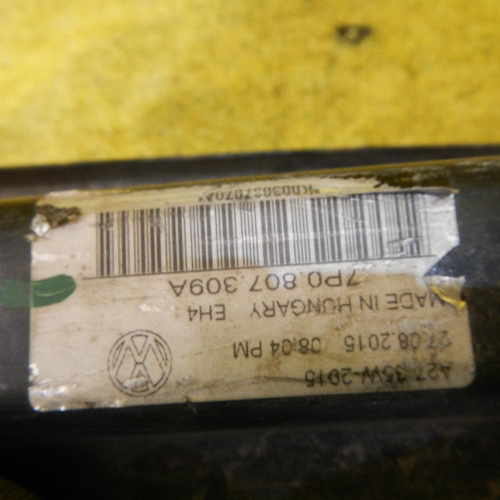 A27 35W-2015
27.08.2015 08:04 PM
MADE IN HUNGARY EH4
7P0.807.309A